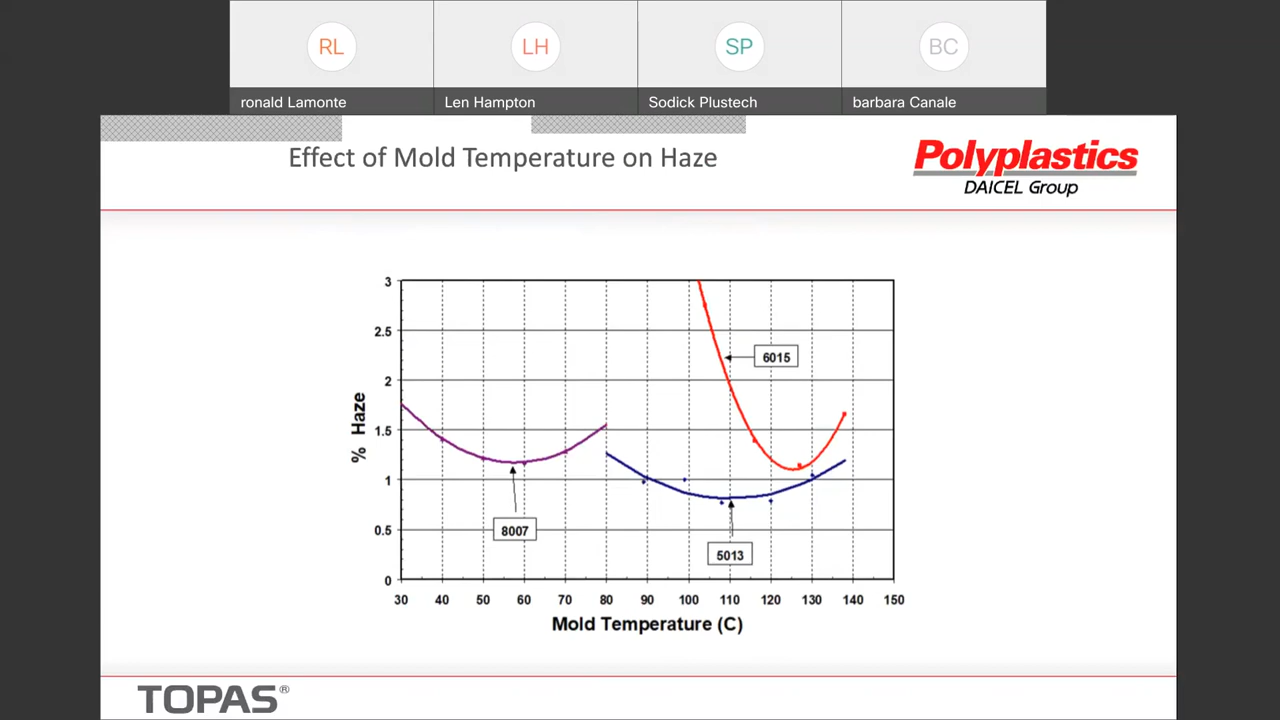 RL
LH
SP
BC
ronald Lamonte
Len Hampton
Sodick Plustech
barbara Canale
Effect of Mold Temperature on Haze
Polyplastics
DAICEL Group
3
2.5
2
1.5
1
0.5
0
% Haze
6015
8007
5013
30 40 50 60 70 80 90 100 110 120 130 140 150
Mold Temperature (C)
TOPAS®